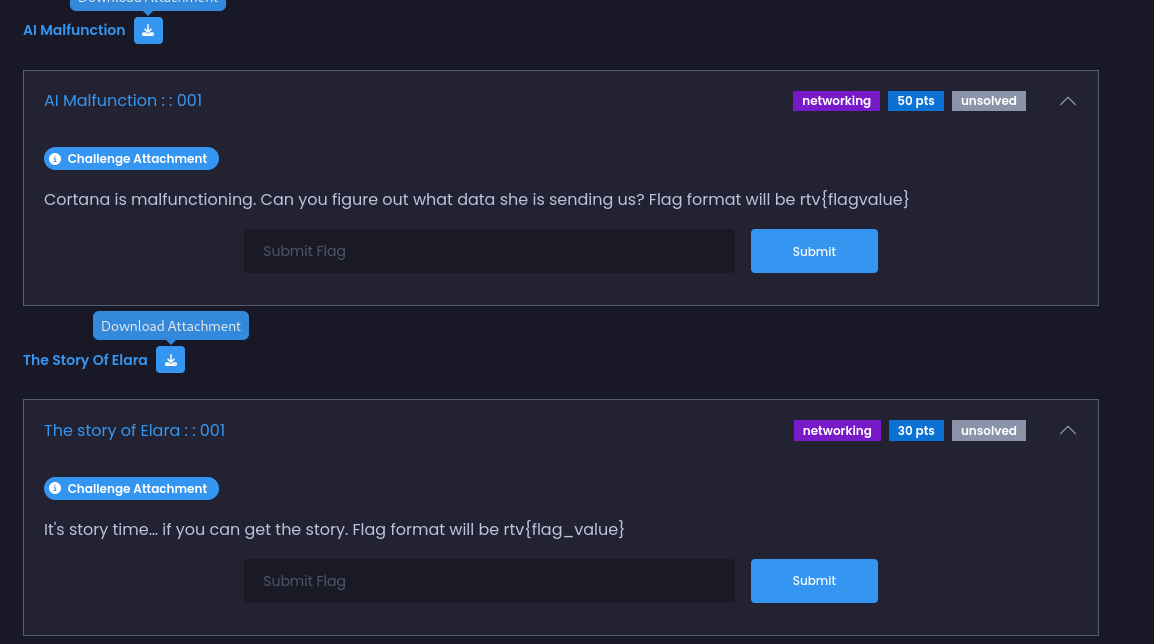 Download Attachment
AI Malfunction
AI Malfunction : : 001
networking
50 pts
unsolved
Challenge Attachment
Cortana is malfunctioning. Can you figure out what data she is sending us? Flag format will be rtv{flagvalue}
Submit Flag
Submit
Download Attachment
The Story Of Elara
The story of Elara : : 001
networking
30 pts
unsolved
Challenge Attachment
It's story time... if you can get the story. Flag format will be rtv{flag_value}
Submit Flag
Submit